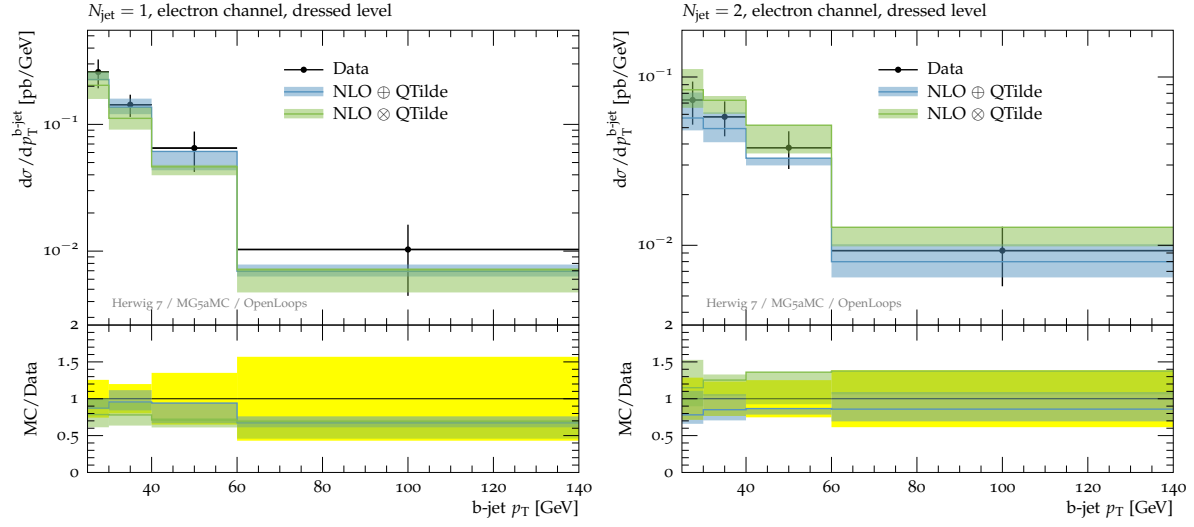 N_jet = 1, electron channel, dressed level
dσ/dp_T^b-jet [pb/GeV]
10^−1
10^−2
Data
NLO ⊕ QTilde
NLO ⊗ QTilde
Herwig 7 / MG5aMC / OpenLoops
MC/Data
2
1.5
1
0.5
0
40 60 80 100 120 140
b-jet p_T [GeV]
N_jet = 2, electron channel, dressed level
dσ/dp_T^b-jet [pb/GeV]
10^−1
10^−2
Data
NLO ⊕ QTilde
NLO ⊗ QTilde
Herwig 7 / MG5aMC / OpenLoops
MC/Data
2
1.5
1
0.5
0
40 60 80 100 120 140
b-jet p_T [GeV]